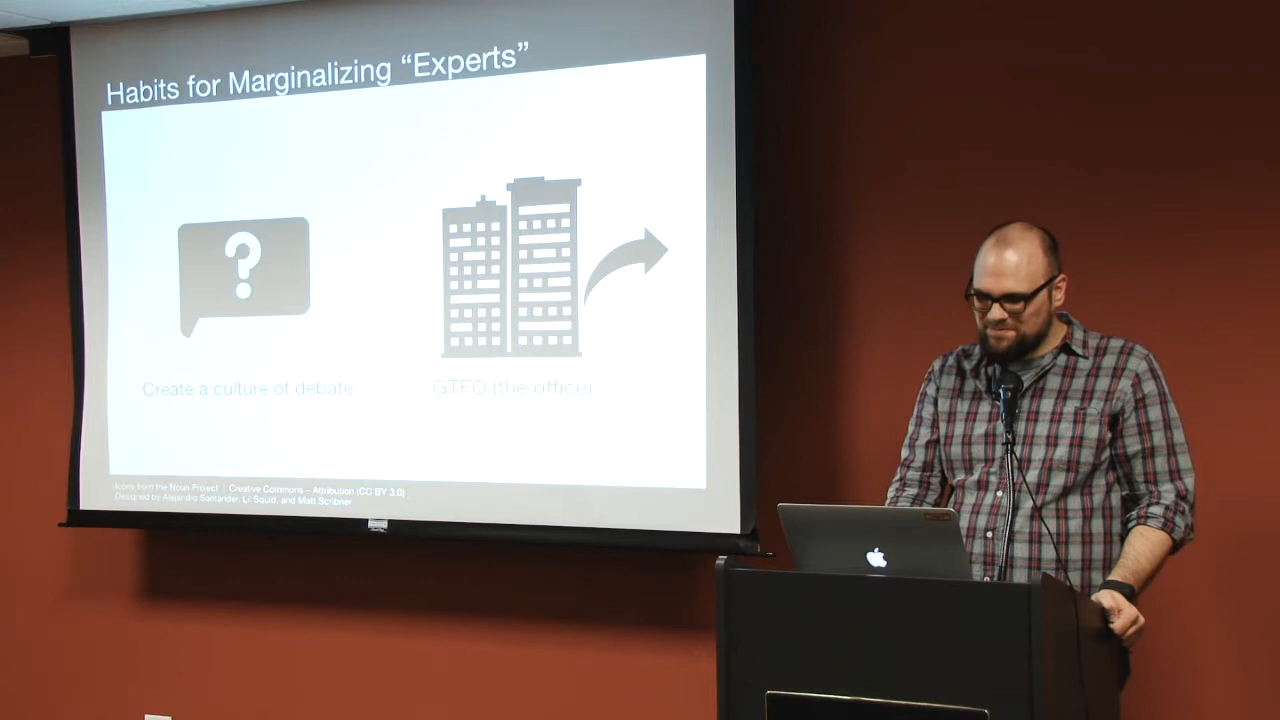 Habits for Marginalizing “Experts”
?
Create a culture of debate
GTFO (the office)
Icons from the Noun Project | Creative Commons – Attribution (CC BY 3.0)
Designed by Alejandro Santander, Lil Squid, and Matt Scribner